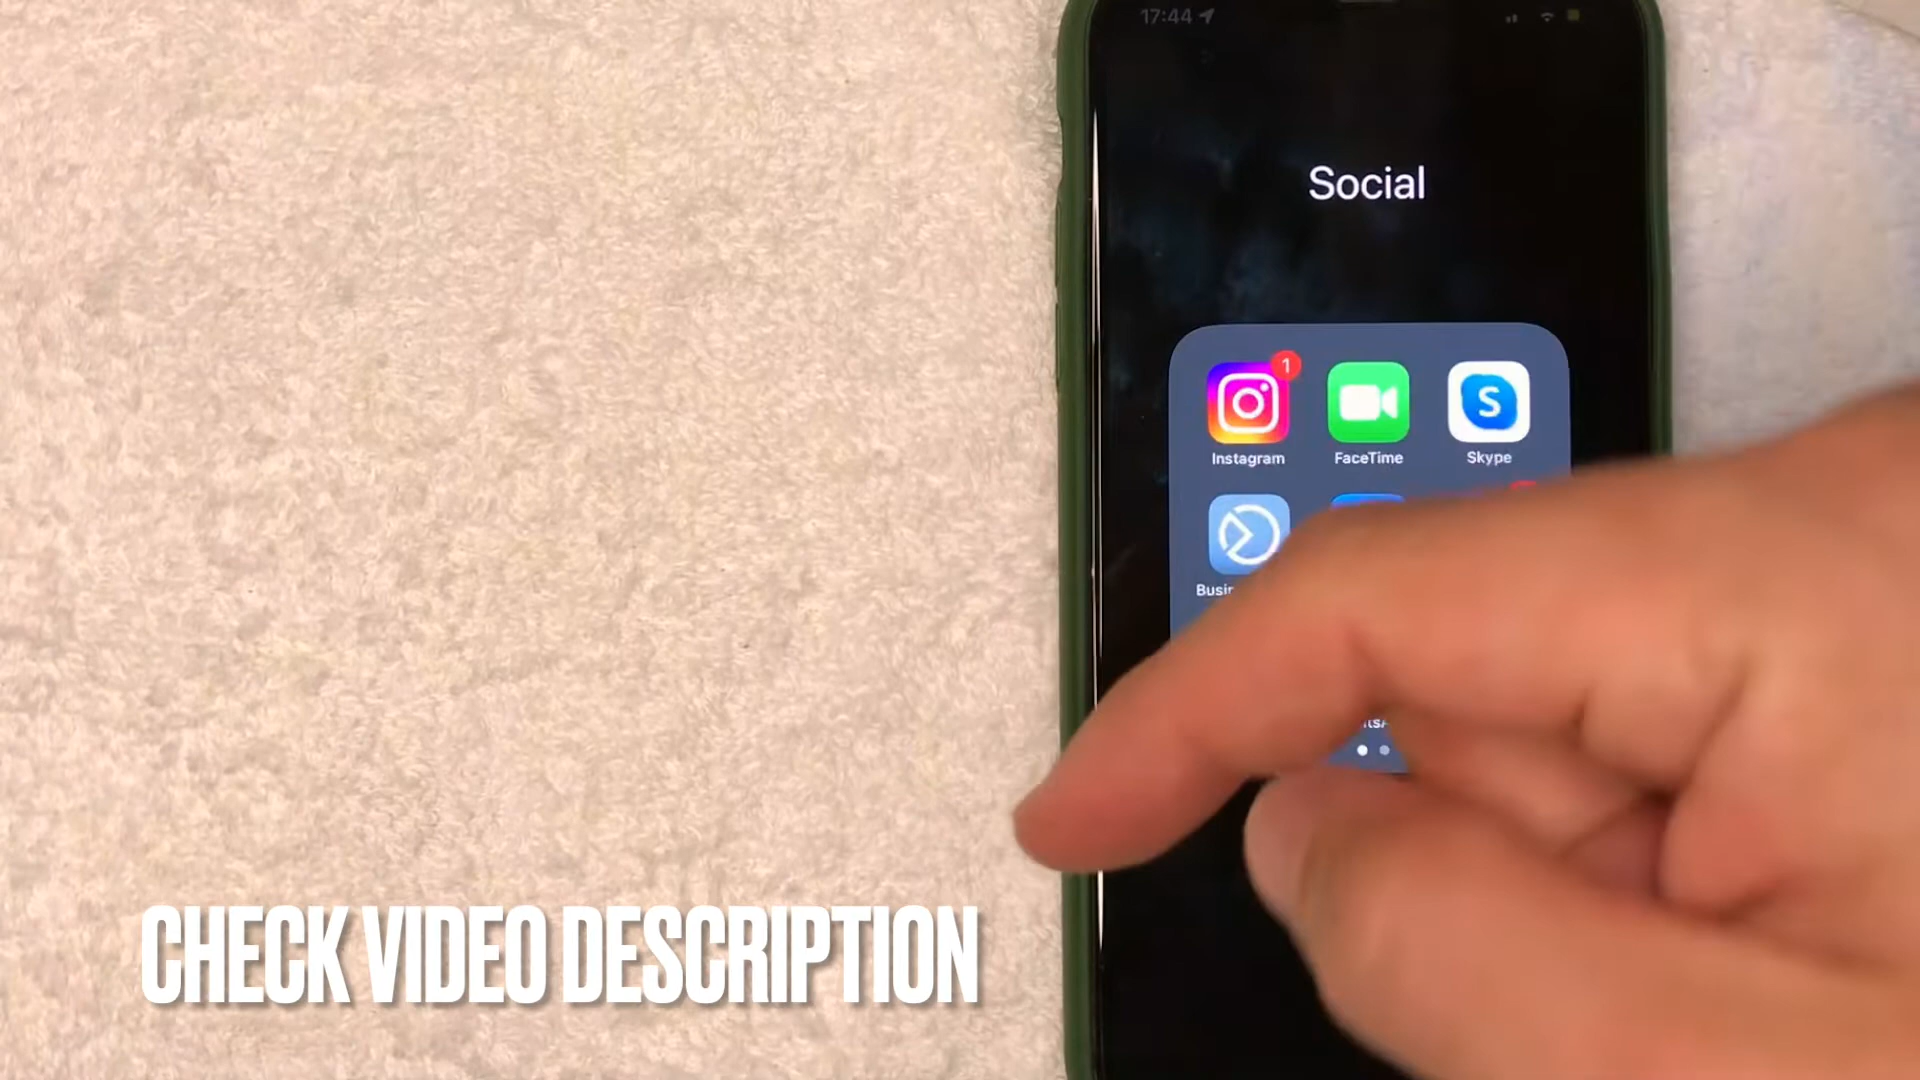 17:44
Social
1
Instagram
FaceTime
Skype
CHECK VIDEO DESCRIPTION